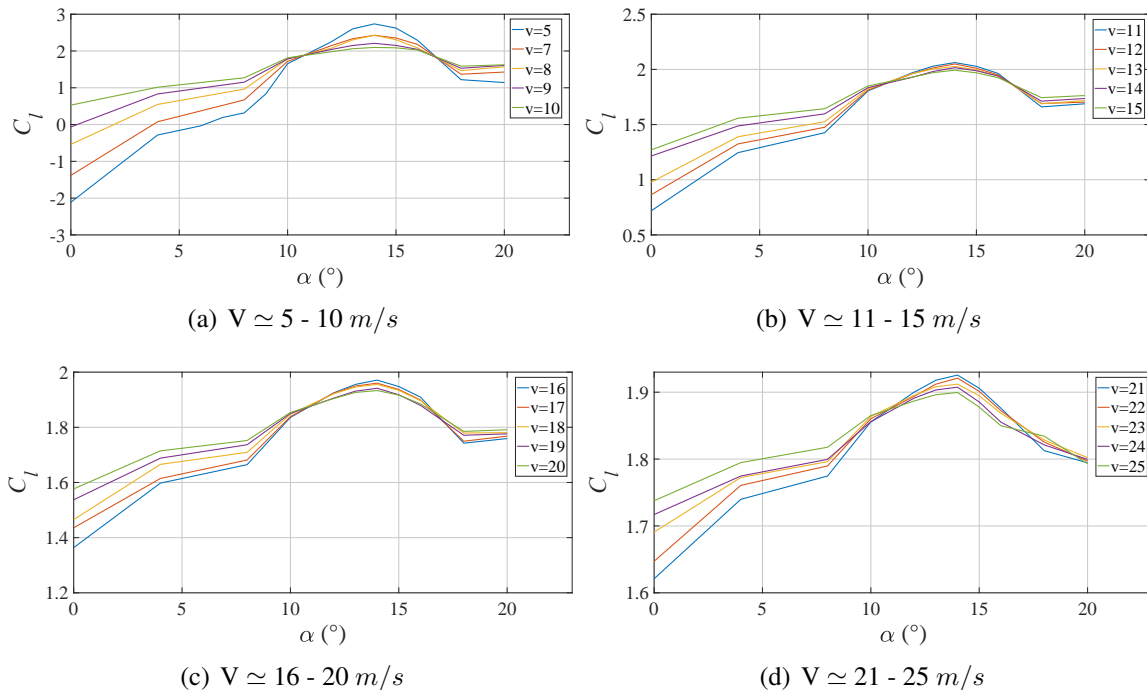 3
2
1
0
-1
-2
-3
C_l
0 5 10 15 20
α (°)
v=5
v=7
v=8
v=9
v=10
(a) V ≃ 5 - 10 m/s
2.5
2
1.5
1
0.5
C_l
0 5 10 15 20
α (°)
v=11
v=12
v=13
v=14
v=15
(b) V ≃ 11 - 15 m/s
2
1.8
1.6
1.4
1.2
C_l
0 5 10 15 20
α (°)
v=16
v=17
v=18
v=19
v=20
(c) V ≃ 16 - 20 m/s
1.9
1.8
1.7
1.6
C_l
0 5 10 15 20
α (°)
v=21
v=22
v=23
v=24
v=25
(d) V ≃ 21 - 25 m/s